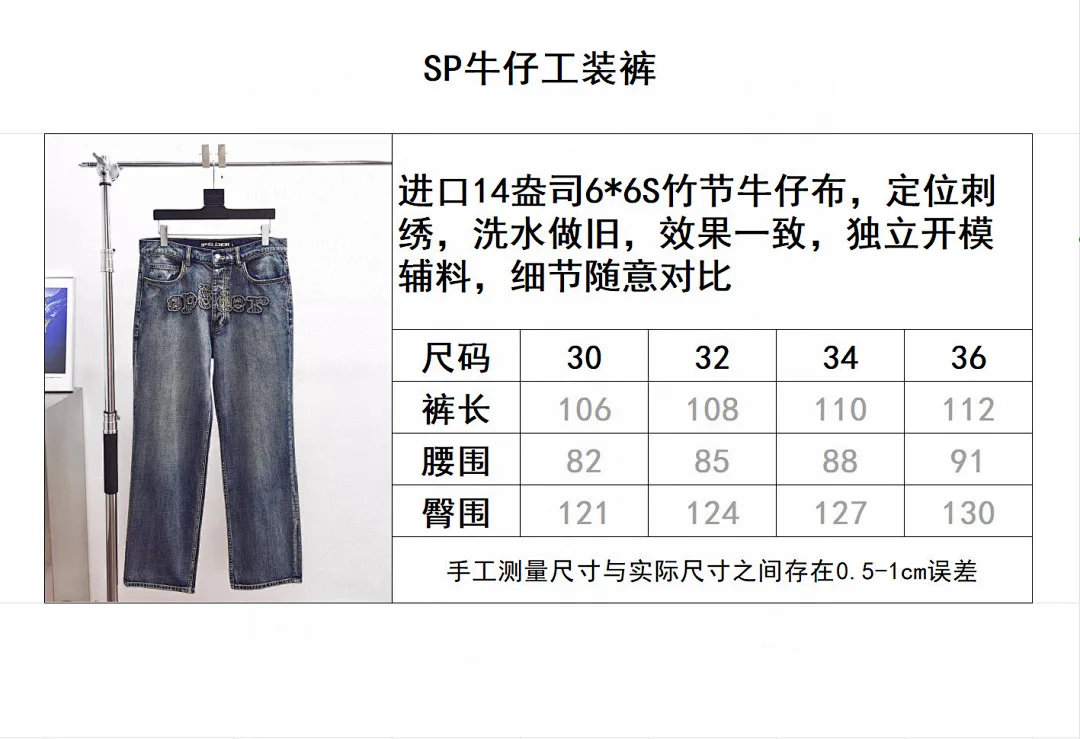 SP牛仔工装裤
进口14盎司6*6S竹节牛仔布，定位刺
绣，洗水做旧，效果一致，独立开模
辅料，细节随意对比
尺码 30 32 34 36
裤长 106 108 110 112
腰围 82 85 88 91
臀围 121 124 127 130
手工测量尺寸与实际尺寸之间存在0.5-1cm误差